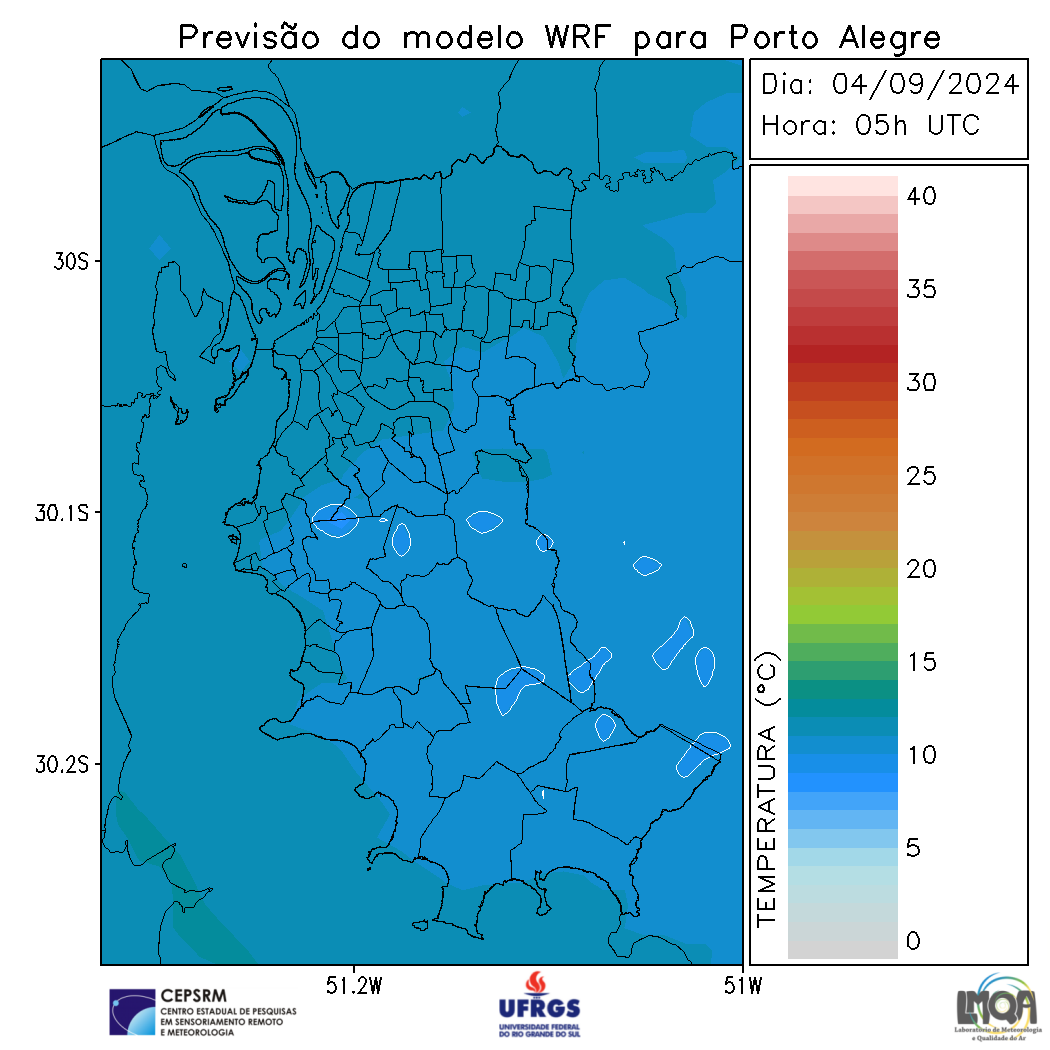 Previsão do modelo WRF para Porto Alegre
Dia: 04/09/2024
Hora: 05h UTC
40
35
30
25
20
15
10
5
0
TEMPERATURA (°C)
30S
30.1S
30.2S
51.2W
51W
CEPSRM
CENTRO ESTADUAL DE PESQUISAS
EM SENSORIAMENTO REMOTO
E METEOROLOGIA
UFRGS
UNIVERSIDADE FEDERAL
DO RIO GRANDE DO SUL
LMQA
Laboratório de Meteorologia
e Qualidade do Ar